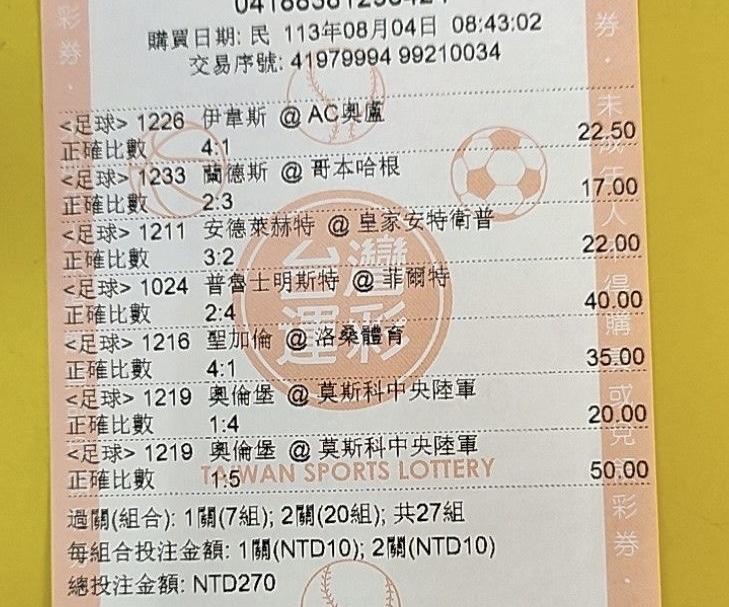 購買日期: 民 113年08月04日 08:43:02
交易序號: 41979994 99210034
<足球> 1226 伊韋斯 @ AC奧盧
正確比數 4:1 22.50
<足球> 1233 蘭德斯 @ 哥本哈根
正確比數 2:3 17.00
<足球> 1211 安德萊赫特 @ 皇家安特衛普
正確比數 3:2 22.00
<足球> 1024 普魯士明斯特 @ 菲爾特
正確比數 2:4 40.00
<足球> 1216 聖加倫 @ 洛桑體育
正確比數 4:1 35.00
<足球> 1219 奧倫堡 @ 莫斯科中央陸軍
正確比數 1:4 20.00
<足球> 1219 奧倫堡 @ 莫斯科中央陸軍
正確比數 1:5 50.00
台灣運彩
TAIWAN SPORTS LOTTERY
過關(組合): 1關(7組); 2關(20組); 共27組
每組合投注金額: 1關(NTD10); 2關(NTD10)
總投注金額: NTD270